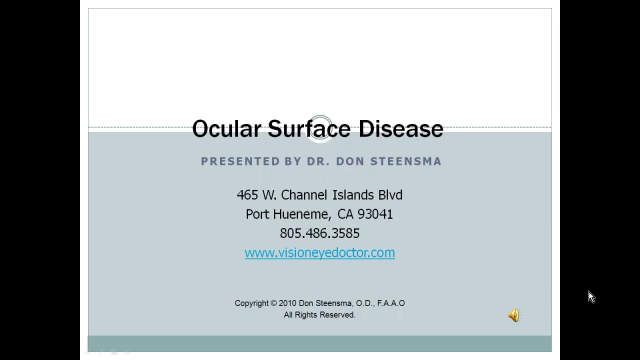 Ocular Surface Disease
PRESENTED BY DR. DON STEENSMA
465 W. Channel Islands Blvd
Port Hueneme, CA 93041
805.486.3585
www.visioneyedoctor.com
Copyright © 2010 Don Steensma, O.D., F.A.A.O
All Rights Reserved.